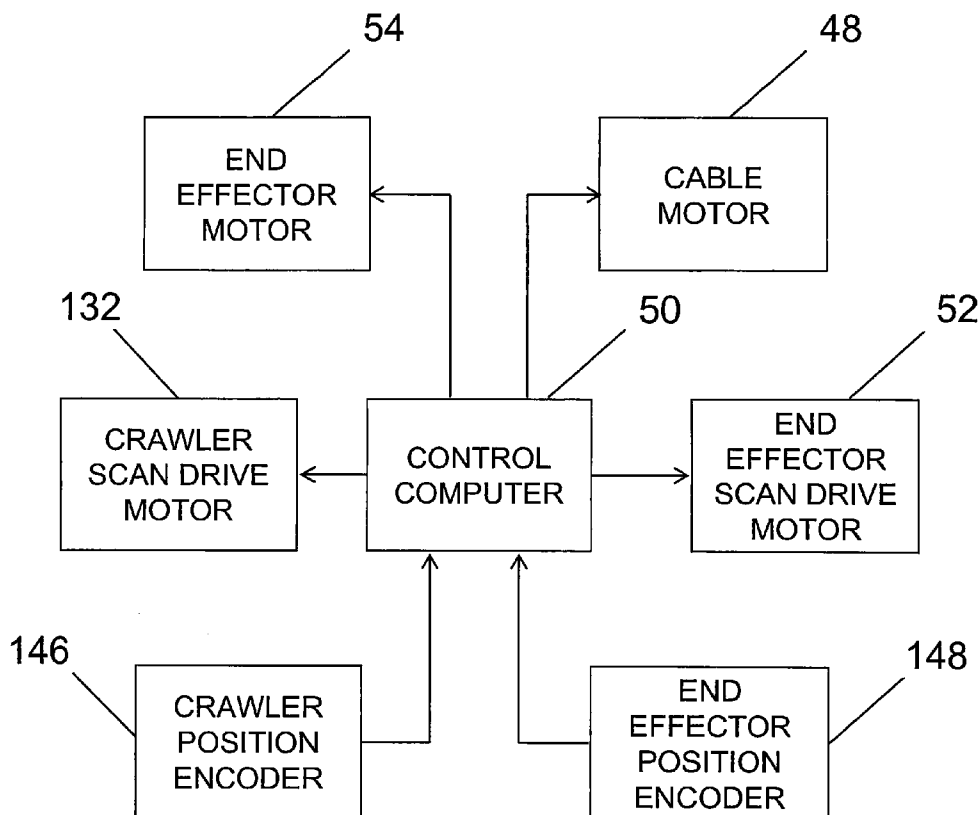 54
48
END
EFFECTOR
MOTOR
CABLE
MOTOR
132
50
52
CRAWLER
SCAN DRIVE
MOTOR
CONTROL
COMPUTER
END
EFFECTOR
SCAN DRIVE
MOTOR
146
148
CRAWLER
POSITION
ENCODER
END
EFFECTOR
POSITION
ENCODER